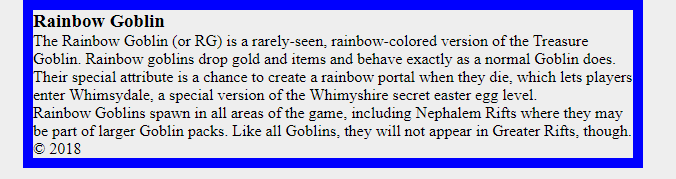 Rainbow Goblin
The Rainbow Goblin (or RG) is a rarely-seen, rainbow-colored version of the Treasure
Goblin. Rainbow goblins drop gold and items and behave exactly as a normal Goblin does.
Their special attribute is a chance to create a rainbow portal when they die, which lets players
enter Whimsydale, a special version of the Whimyshire secret easter egg level.
Rainbow Goblins spawn in all areas of the game, including Nephalem Rifts where they may
be part of larger Goblin packs. Like all Goblins, they will not appear in Greater Rifts, though.
© 2018